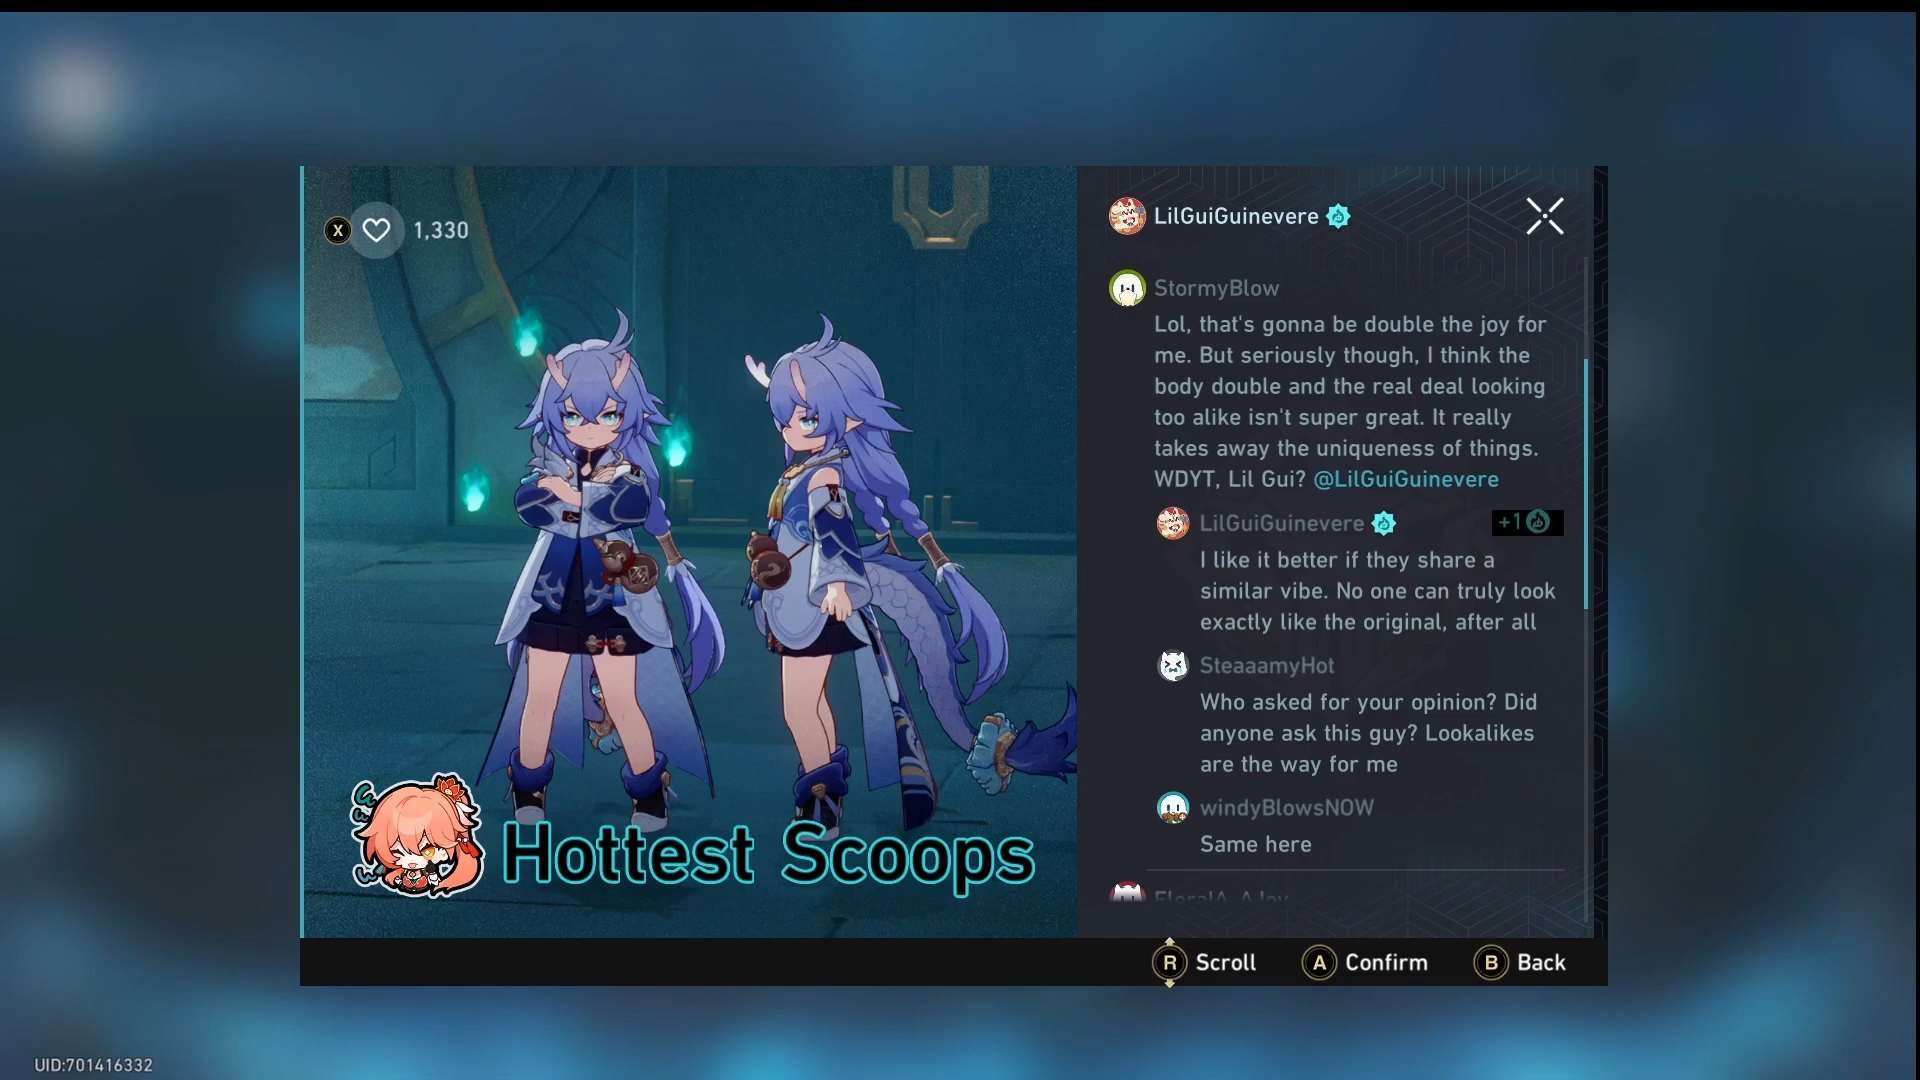 X
1,330
LilGuiGuinevere
StormyBlow
Lol, that's gonna be double the joy for
me. But seriously though, I think the
body double and the real deal looking
too alike isn't super great. It really
takes away the uniqueness of things.
WDYT, Lil Gui? @LilGuiGuinevere
LilGuiGuinevere
+1
I like it better if they share a
similar vibe. No one can truly look
exactly like the original, after all
SteaaamyHot
Who asked for your opinion? Did
anyone ask this guy? Lookalikes
are the way for me
windyBlowsNOW
Same here
Hottest Scoops
R Scroll
A Confirm
B Back
UID:701416332